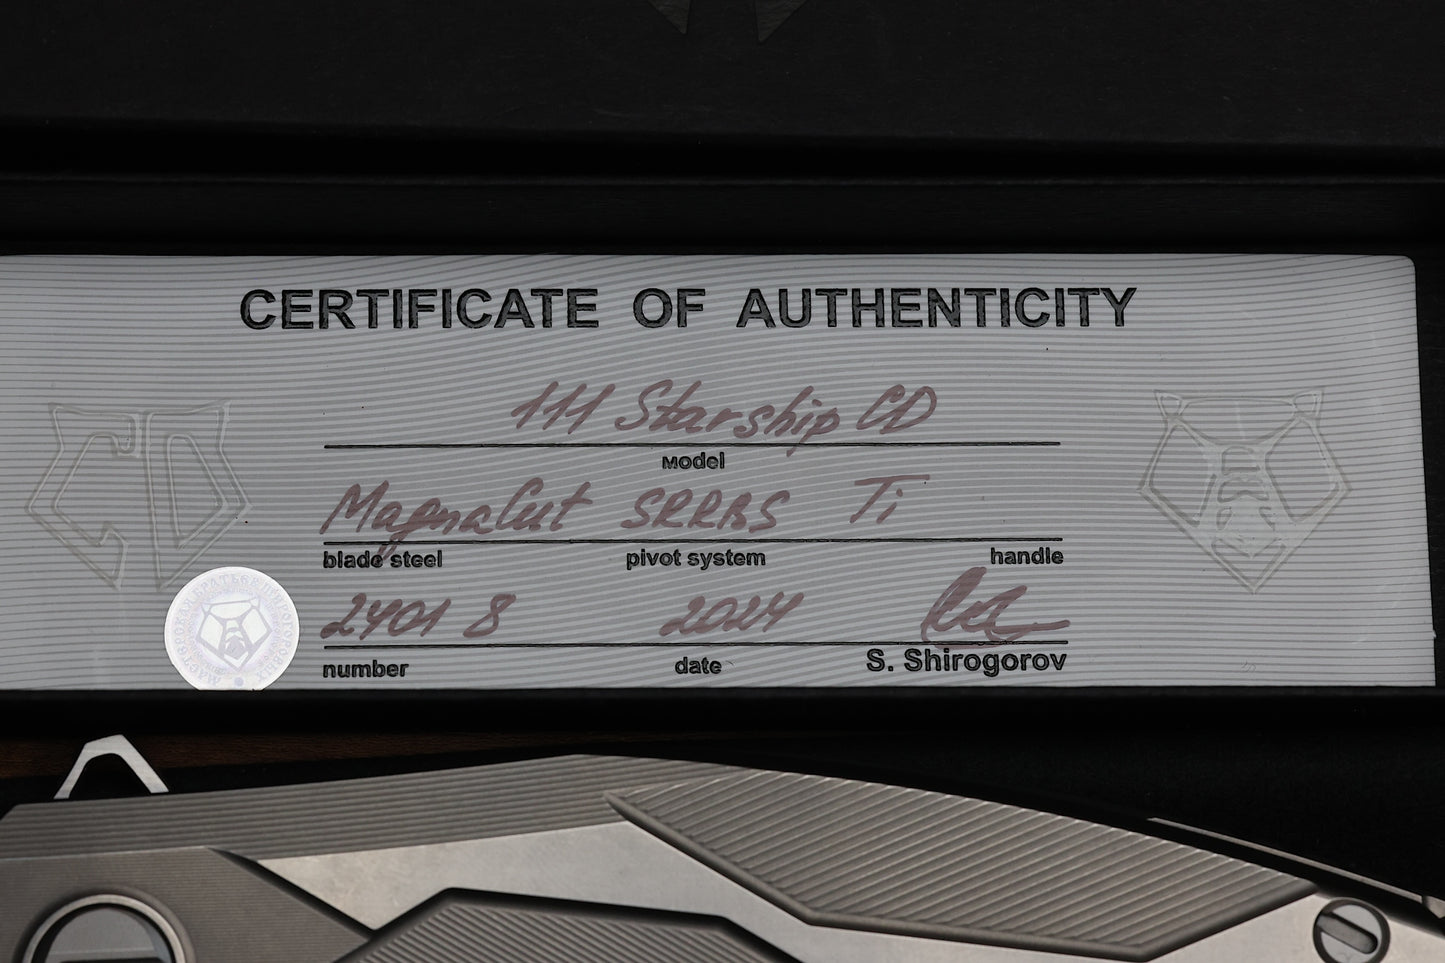 CERTIFICATE OF AUTHENTICITY
111 Starship CD
model
MagnaCut SRRBS Ti
blade steel pivot system handle
2401 8 2024
number date S. Shirogorov
CD